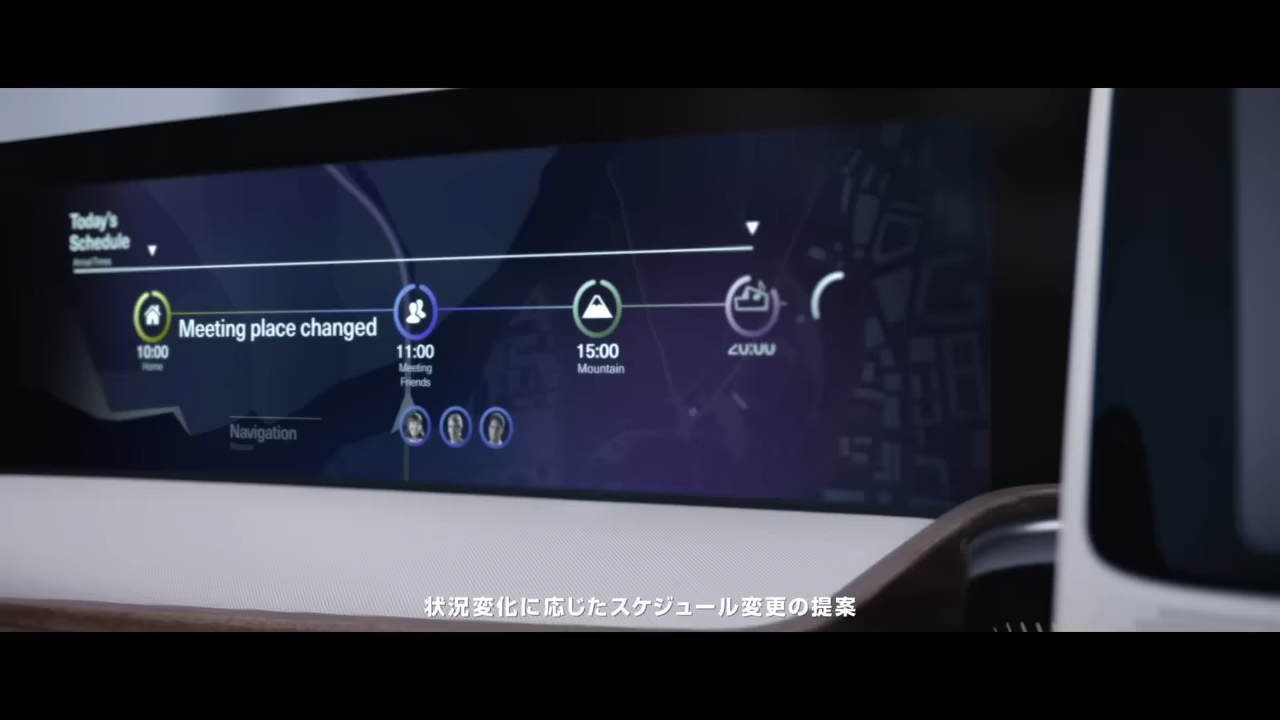 Today's
Schedule
Meeting place changed
10:00
Home
11:00
Meeting
Friends
15:00
Mountain
20:00
Navigation
状況変化に応じたスケジュール変更の提案